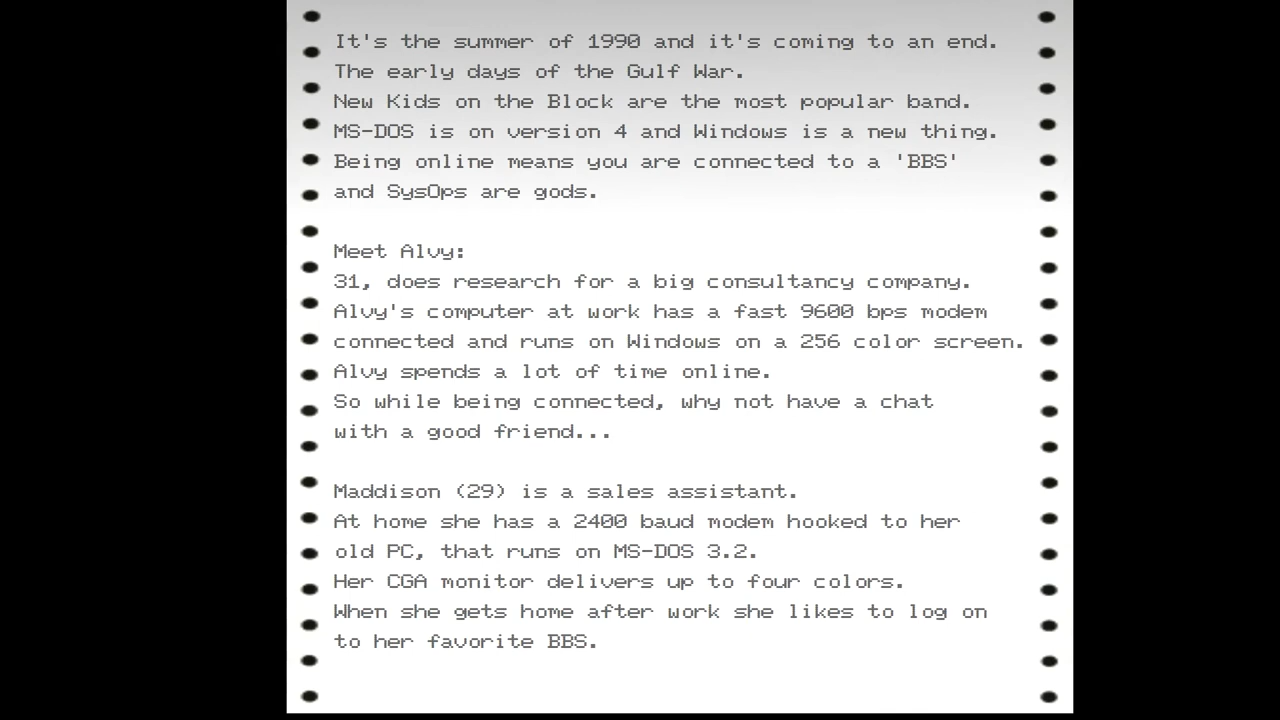 It's the summer of 1990 and it's coming to an end.
The early days of the Gulf War.
New Kids on the Block are the most popular band.
MS-DOS is on version 4 and Windows is a new thing.
Being online means you are connected to a 'BBS'
and SysOps are gods.
Meet Alvy:
31, does research for a big consultancy company.
Alvy's computer at work has a fast 9600 bps modem
connected and runs on Windows on a 256 color screen.
Alvy spends a lot of time online.
So while being connected, why not have a chat
with a good friend...
Maddison (29) is a sales assistant.
At home she has a 2400 baud modem hooked to her
old PC, that runs on MS-DOS 3.2.
Her CGA monitor delivers up to four colors.
When she gets home after work she likes to log on
to her favorite BBS.